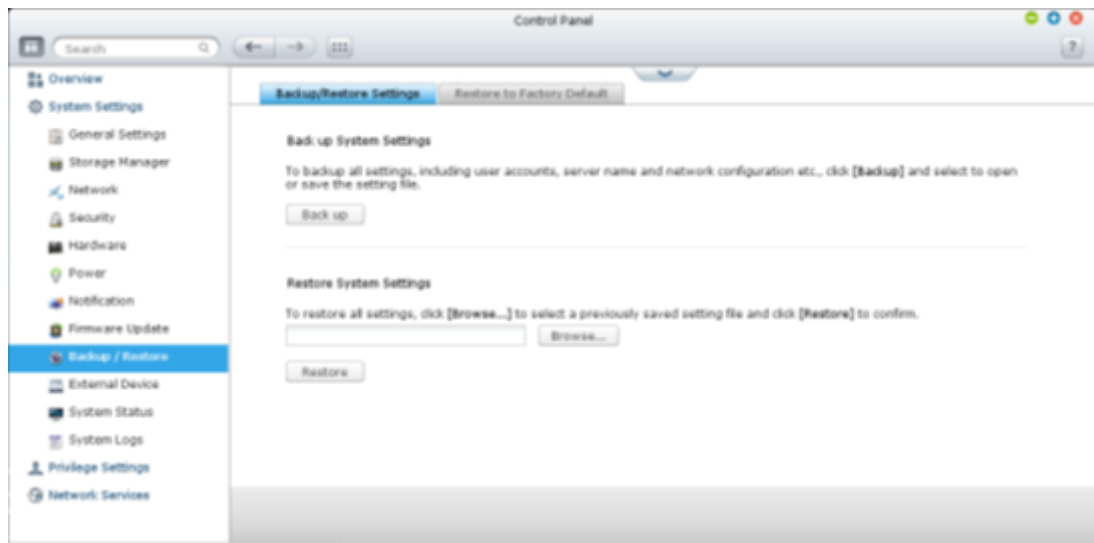 Control Panel
Search
?
Overview
System Settings
General Settings
Storage Manager
Network
Security
Hardware
Power
Notification
Firmware Update
Backup / Restore
External Device
System Status
System Logs
Privilege Settings
Network Services
Backup/Restore Settings
Restore to Factory Default
Back up System Settings
To backup all settings, including user accounts, server name and network configuration etc., click [Backup] and select to open
or save the setting file.
Back up
Restore System Settings
To restore all settings, click [Browse...] to select a previously saved setting file and click [Restore] to confirm.
Browse...
Restore